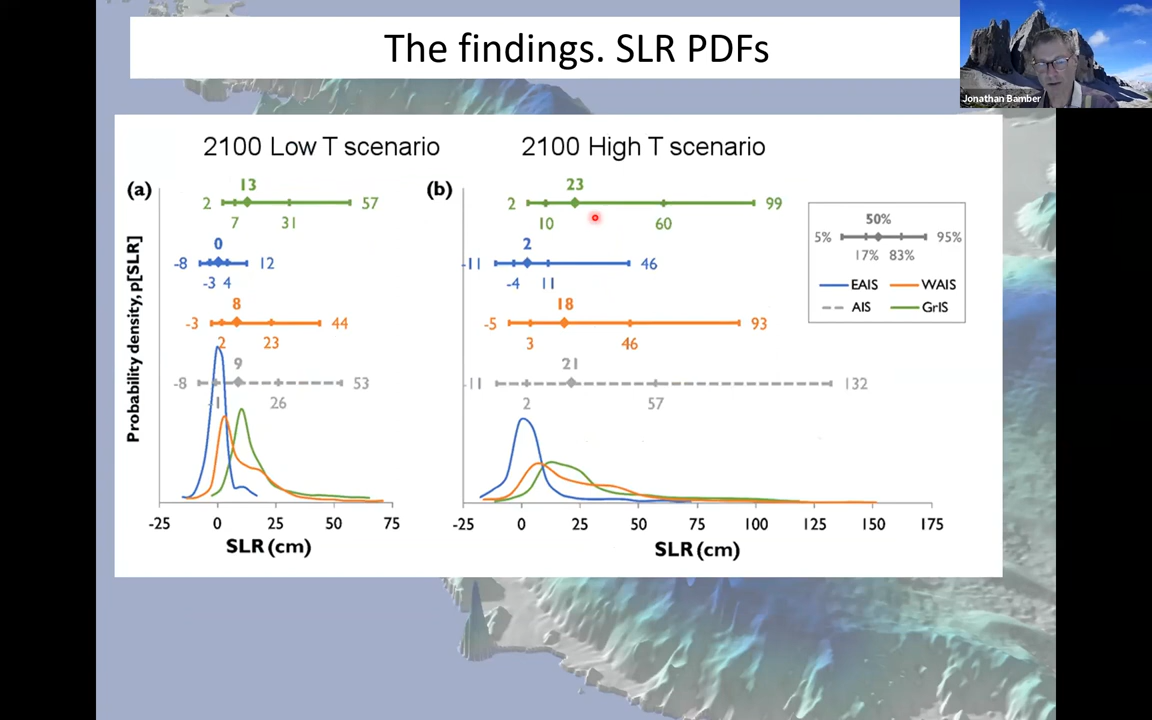 The findings. SLR PDFs
Jonathan Bamber
2100 Low T scenario
(a)
13
2 57
7 31
0
-8 12
-3 4
8
-3 44
2 23
9
-8 53
-1 26
Probability density, p[SLR]
-25 0 25 50 75
SLR (cm)
2100 High T scenario
(b)
23
2 99
10 60
2
-11 46
-4 11
18
-5 93
3 46
21
-11 132
2 57
-25 0 25 50 75 100 125 150 175
SLR (cm)
50%
5% 95%
17% 83%
EAIS WAIS
AIS GrIS